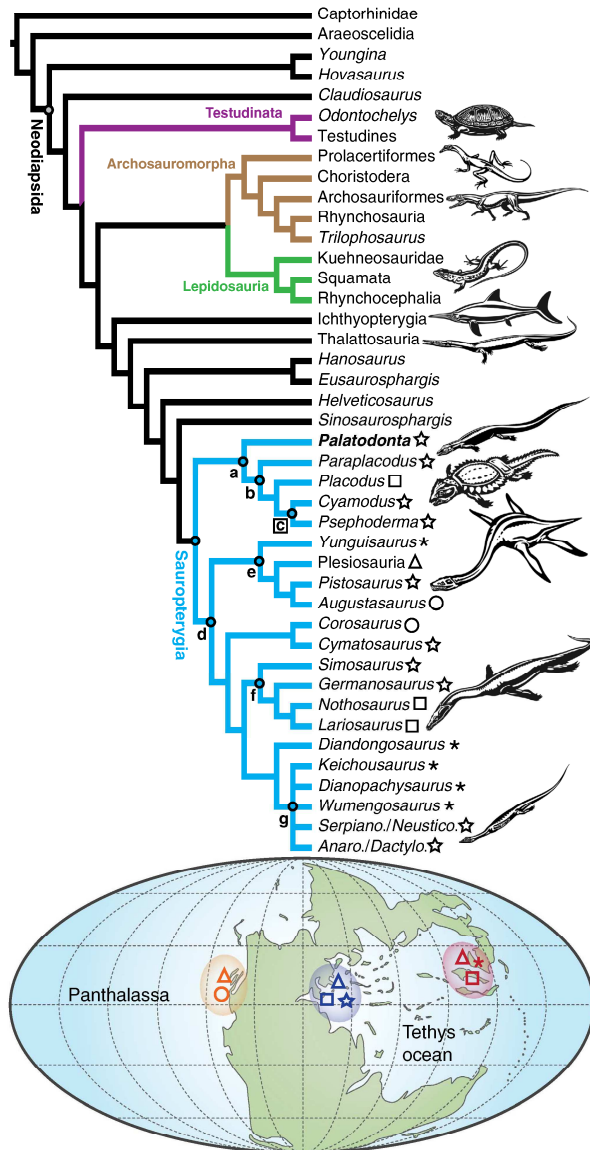 Captorhinidae
Araeoscelidia
Youngina
Hovasaurus
Neodiapsida
Claudiosaurus
Testudinata
Odontochelys
Testudines
Archosauromorpha
Prolacertiformes
Choristodera
Archosauriformes
Rhynchosauria
Trilophosaurus
Kuehneosauridae
Lepidosauria
Squamata
Rhynchocephalia
Ichthyopterygia
Thalattosauria
Hanosaurus
Eusaurosphargis
Helveticosaurus
Sinosaurosphargis
Sauropterygia
Palatodonta
a
Paraplacodus
b
Placodus
Cyamodus
c
Psephoderma
Yunguisaurus *
e
Plesiosauria
Pistosaurus
Augustasaurus
d
Corosaurus
Cymatosaurus
Simosaurus
f
Germanosaurus
Nothosaurus
Lariosaurus
Diandongosaurus *
Keichousaurus *
Dianopachysaurus *
g
Wumengosaurus *
Serpiano./Neustico.
Anaro./Dactylo.
Panthalassa
*
Tethys
ocean